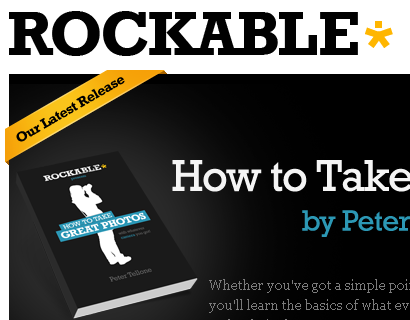 ROCKABLE*
Our Latest Release
ROCKABLE*
HOW TO TAKE
GREAT PHOTOS
Peter Tellone
How to Take
by Peter
Whether you've got a simple poi
you'll learn the basics of what ev